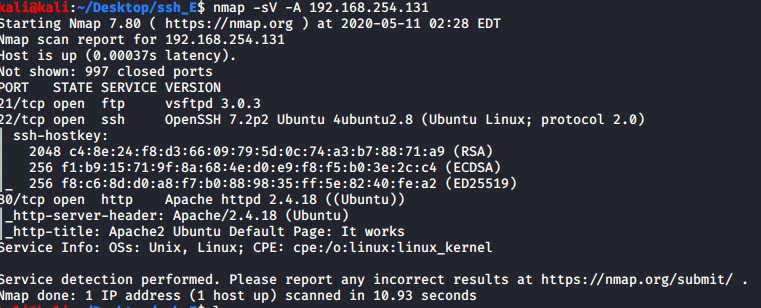 kali@kali:~/Desktop/ssh_E$ nmap -sV -A 192.168.254.131
Starting Nmap 7.80 ( https://nmap.org ) at 2020-05-11 02:28 EDT
Nmap scan report for 192.168.254.131
Host is up (0.00037s latency).
Not shown: 997 closed ports
PORT   STATE SERVICE VERSION
21/tcp open  ftp     vsftpd 3.0.3
22/tcp open  ssh     OpenSSH 7.2p2 Ubuntu 4ubuntu2.8 (Ubuntu Linux; protocol 2.0)
| ssh-hostkey:
|   2048 c4:8e:24:f8:d3:66:09:79:5d:0c:74:a3:b7:88:71:a9 (RSA)
|   256 f1:b9:15:71:9f:8a:68:4e:d0:e9:f8:f5:b0:3e:2c:c4 (ECDSA)
|_  256 f8:c6:8d:d0:a8:f7:b0:88:98:35:ff:5e:82:40:fe:a2 (ED25519)
80/tcp open  http    Apache httpd 2.4.18 ((Ubuntu))
|_http-server-header: Apache/2.4.18 (Ubuntu)
|_http-title: Apache2 Ubuntu Default Page: It works
Service Info: OSs: Unix, Linux; CPE: cpe:/o:linux:linux_kernel
Service detection performed. Please report any incorrect results at https://nmap.org/submit/ .
Nmap done: 1 IP address (1 host up) scanned in 10.93 seconds